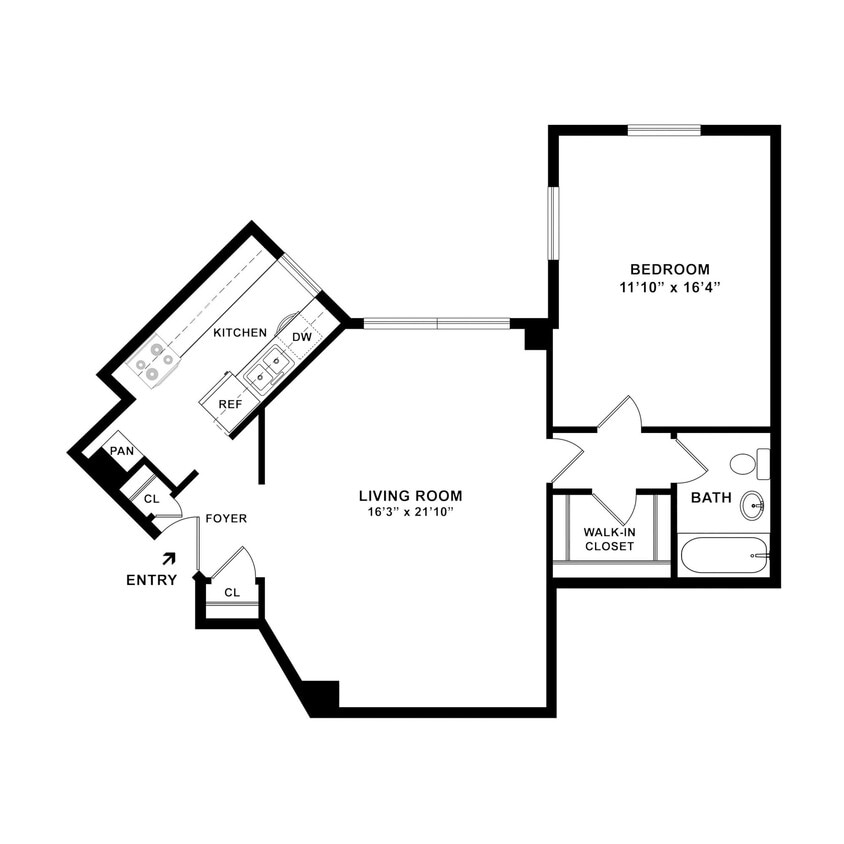 BEDROOM
11’10” x 16’4”
KITCHEN
DW
REF
PAN
CL
FOYER
ENTRY
CL
LIVING ROOM
16’3” x 21’10”
BATH
WALK-IN
CLOSET